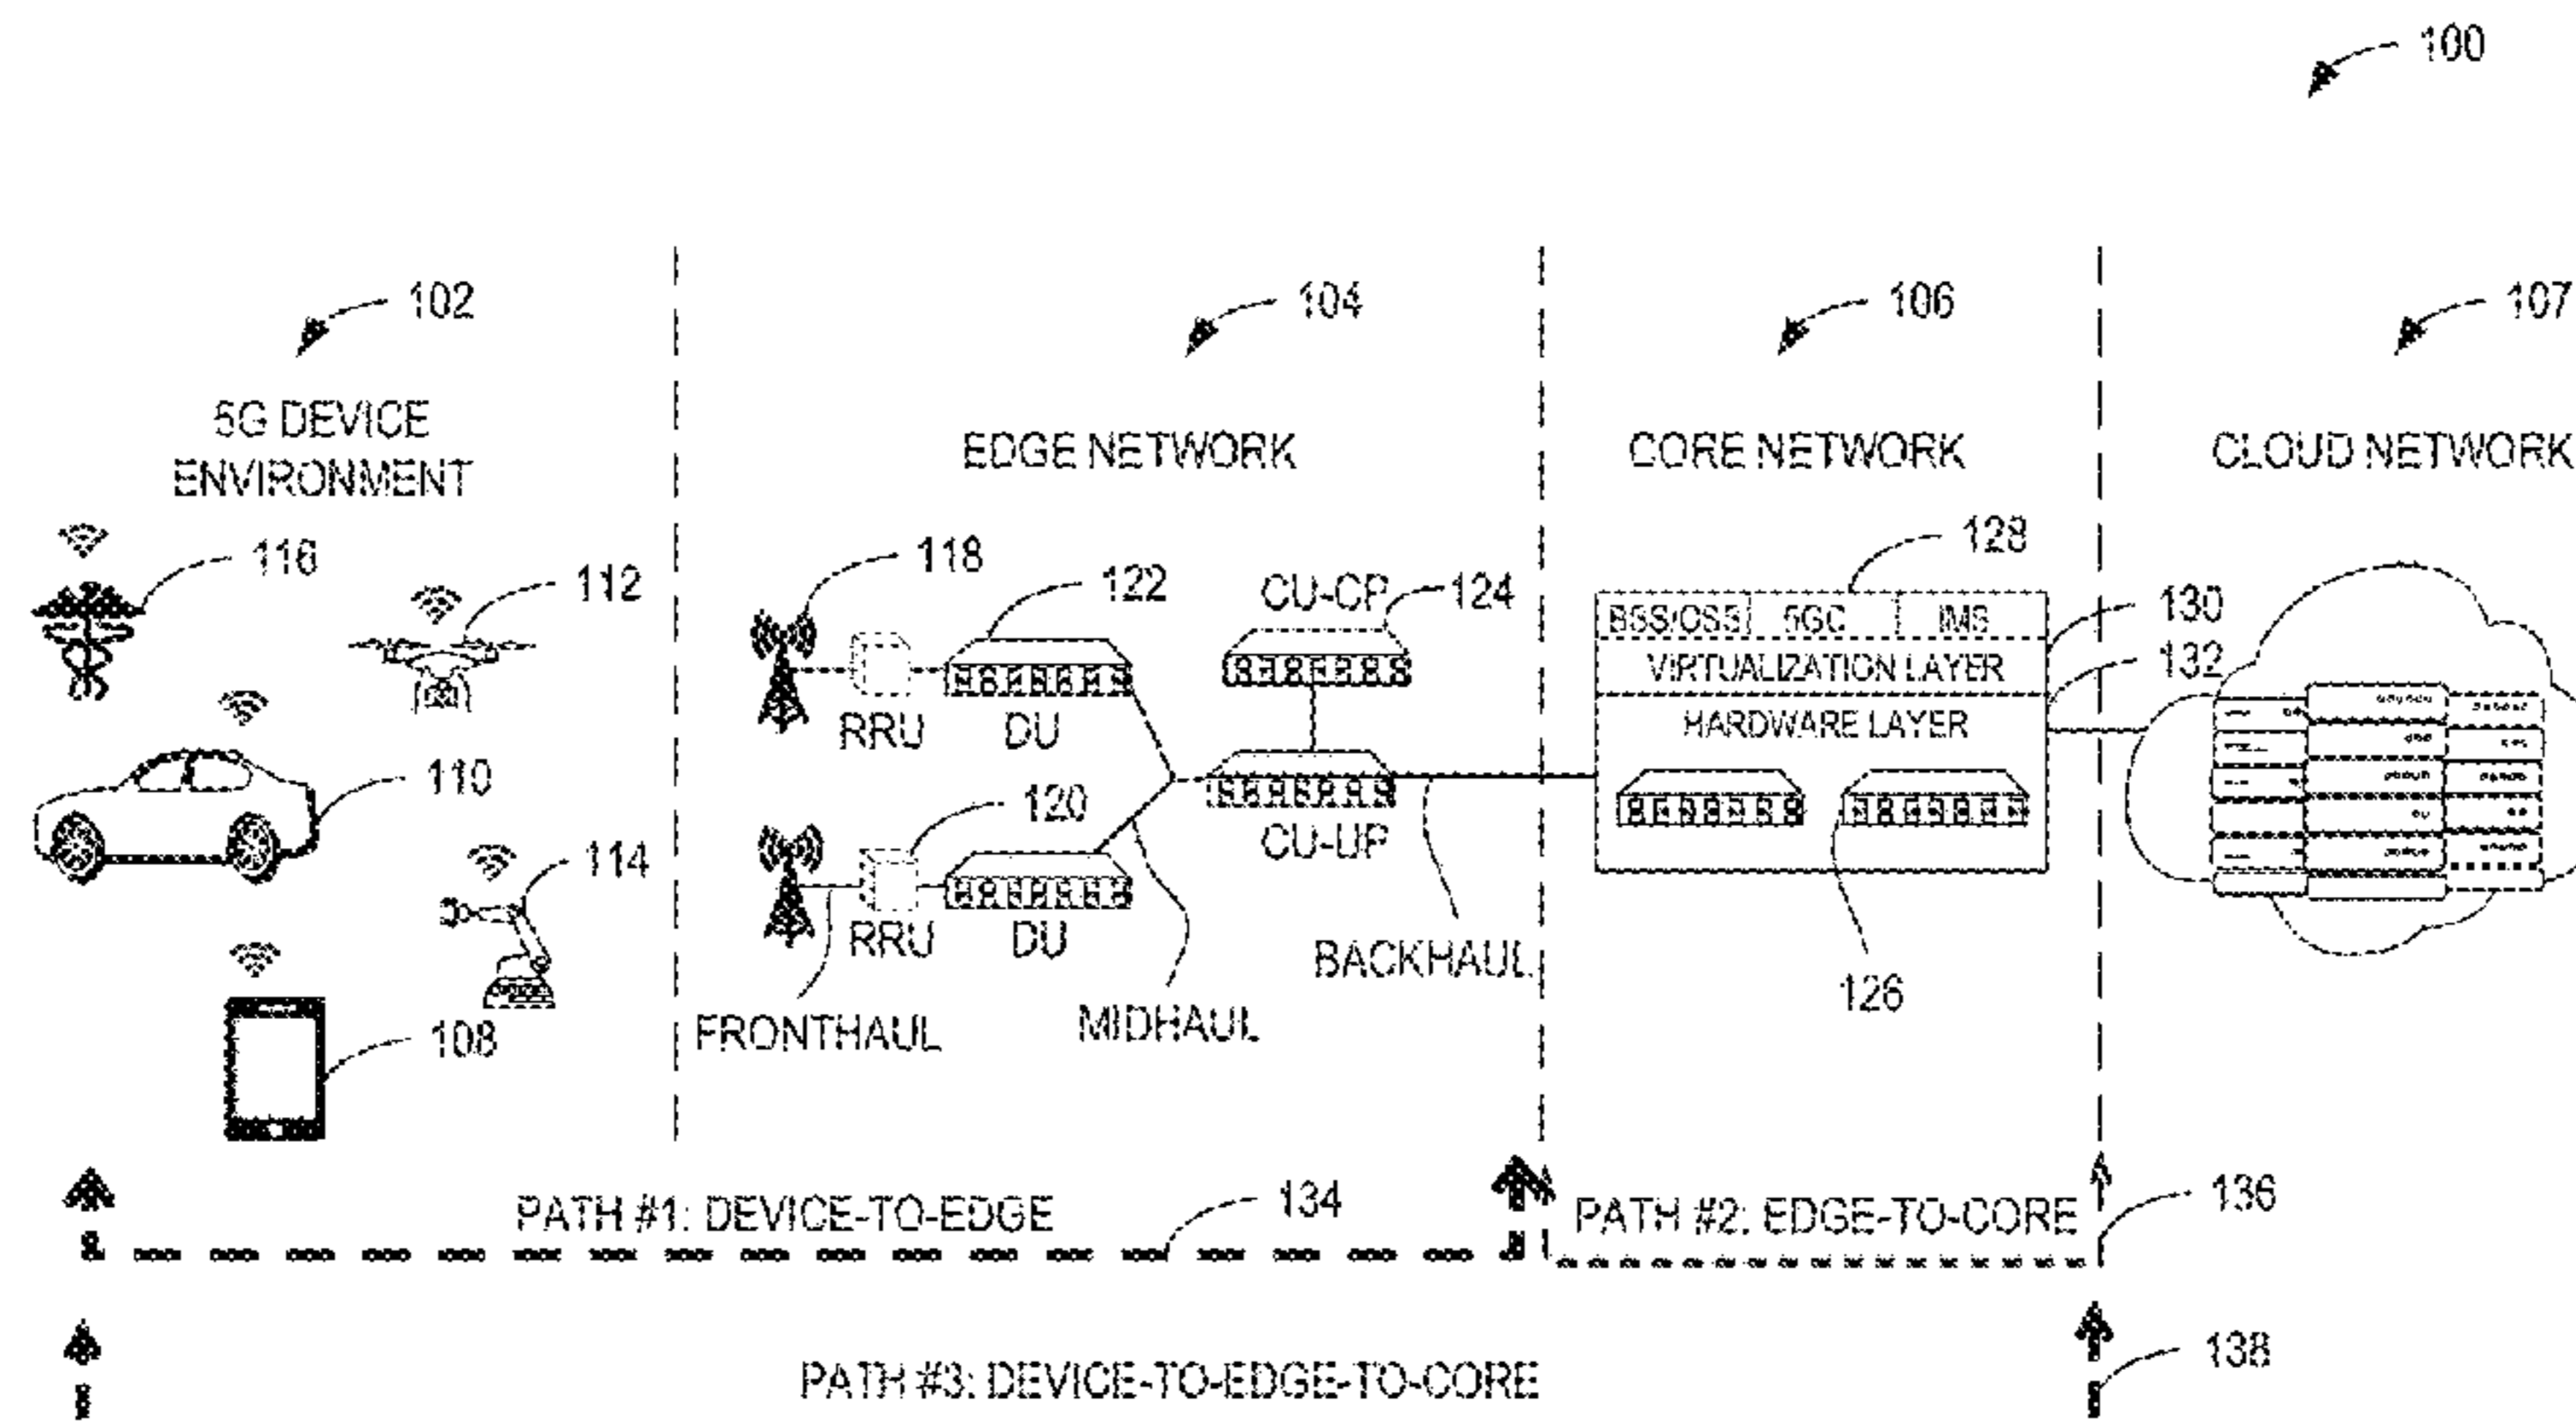 100
102
104
106
107
5G DEVICE
ENVIRONMENT
EDGE NETWORK
CORE NETWORK
CLOUD NETWORK
116
112
118
122
CU-CP
124
128
BSS/OSS
5GC
IMS
130
VIRTUALIZATION LAYER
132
HARDWARE LAYER
RRU
DU
110
120
CU-UP
114
RRU
DU
BACKHAUL
126
FRONTHAUL
MIDHAUL
108
PATH #1: DEVICE-TO-EDGE
134
PATH #2: EDGE-TO-CORE
136
PATH #3: DEVICE-TO-EDGE-TO-CORE
138